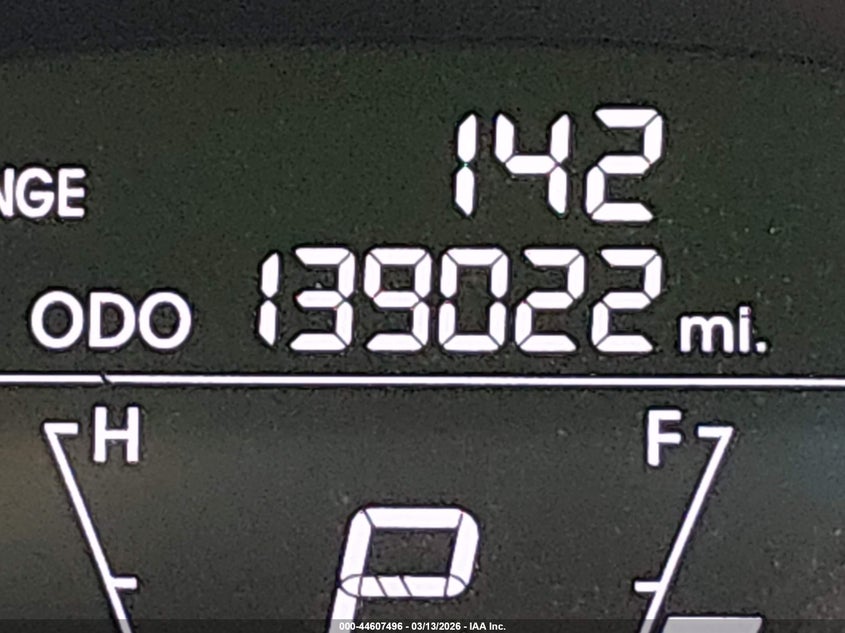 142
NGE
ODO 139022 mi.
H F
P
000-44607496 - 03/13/2026 - IAA Inc.